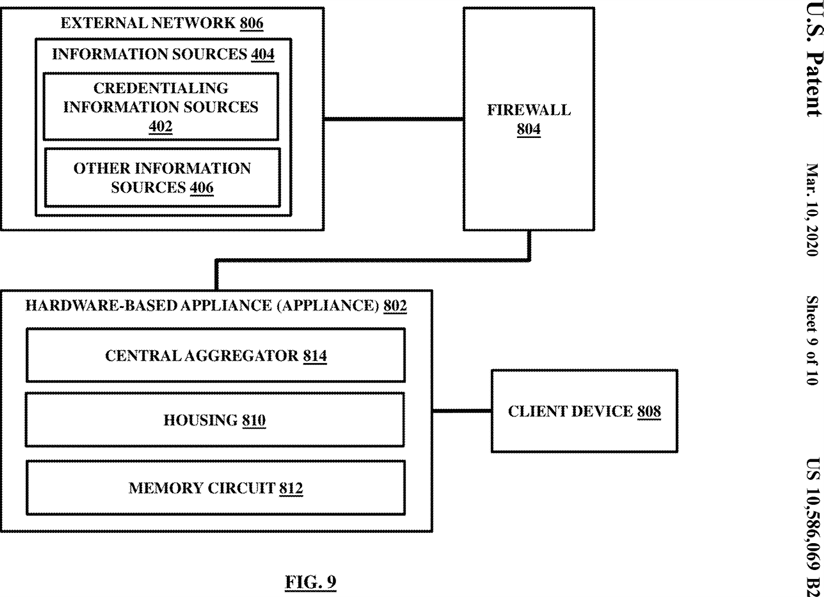 EXTERNAL NETWORK 806
INFORMATION SOURCES 404
CREDENTIALING
INFORMATION SOURCES
402
OTHER INFORMATION
SOURCES 406
FIREWALL
804
HARDWARE-BASED APPLIANCE (APPLIANCE) 802
CENTRAL AGGREGATOR 814
HOUSING 810
MEMORY CIRCUIT 812
CLIENT DEVICE 808
FIG. 9
U.S. Patent Mar. 10, 2020 Sheet 9 of 10 US 10,586,069 B2